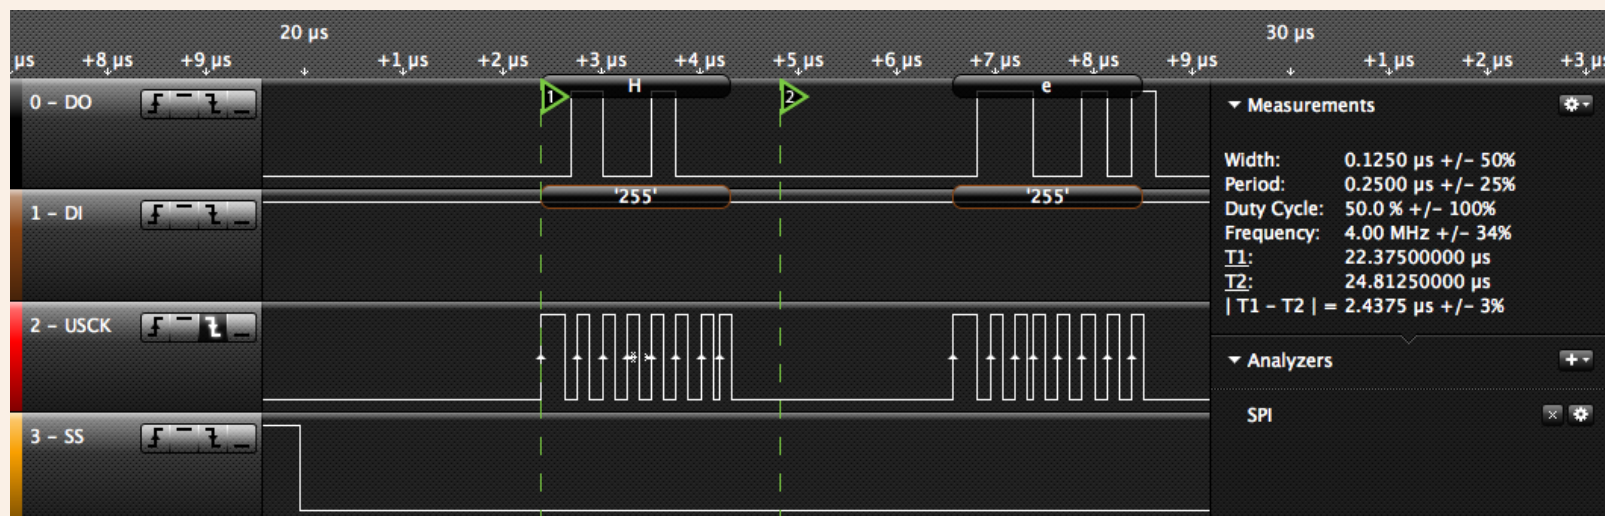 20 µs 30 µs
µs +8 µs +9 µs +1 µs +2 µs +3 µs +4 µs +5 µs +6 µs +7 µs +8 µs +9 µs +1 µs +2 µs +3 µs
0 – DO
1 H 2 e
1 – DI
'255' '255'
2 – USCK
3 – SS
Measurements
Width: 0.1250 µs +/- 50%
Period: 0.2500 µs +/- 25%
Duty Cycle: 50.0 % +/- 100%
Frequency: 4.00 MHz +/- 34%
T1: 22.37500000 µs
T2: 24.81250000 µs
| T1 – T2 | = 2.4375 µs +/- 3%
Analyzers
SPI